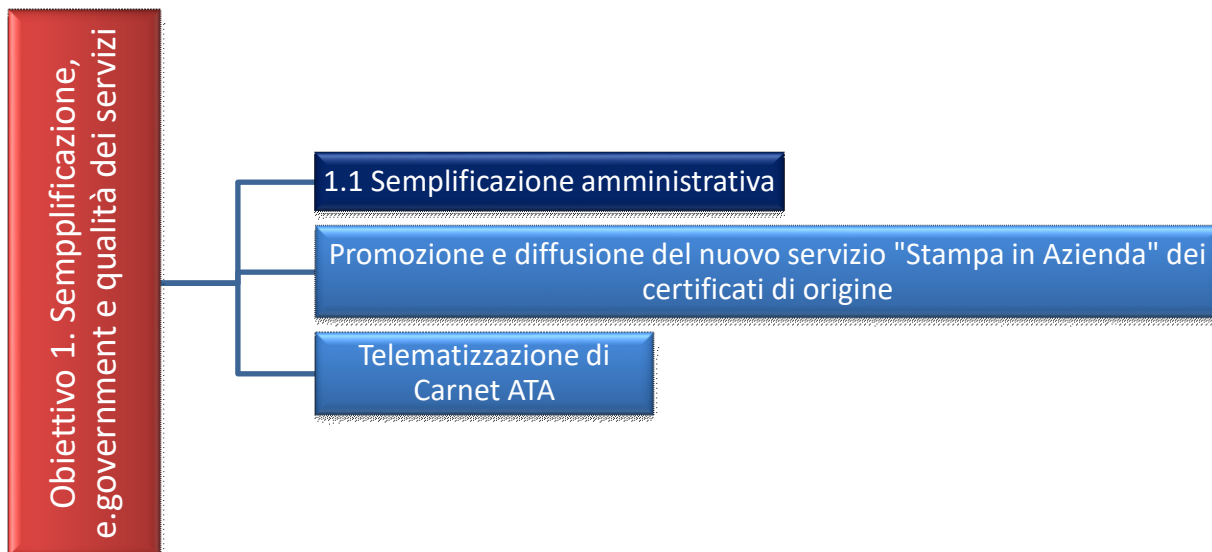 Obiettivo 1. Sempplificazione,
e.government e qualità dei servizi
1.1 Semplificazione amministrativa
Promozione e diffusione del nuovo servizio "Stampa in Azienda" dei
certificati di origine
Telematizzazione di
Carnet ATA